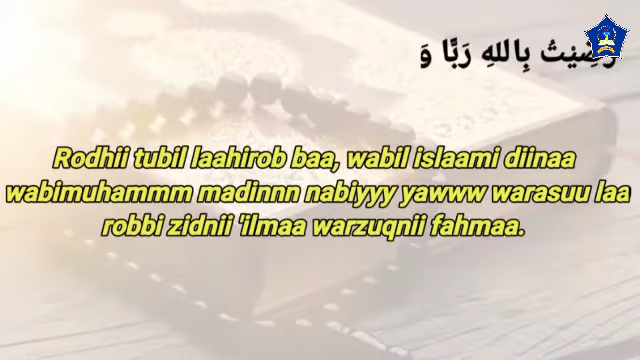 رَضِيْتُ بِاللهِ رَبًّا وَ
Rodhii tubil laahirob baa, wabil islaami diinaa
wabimuhammm madinnn nabiyyy yawww warasuu laa
robbi zidnii 'ilmaa warzuqnii fahmaa.